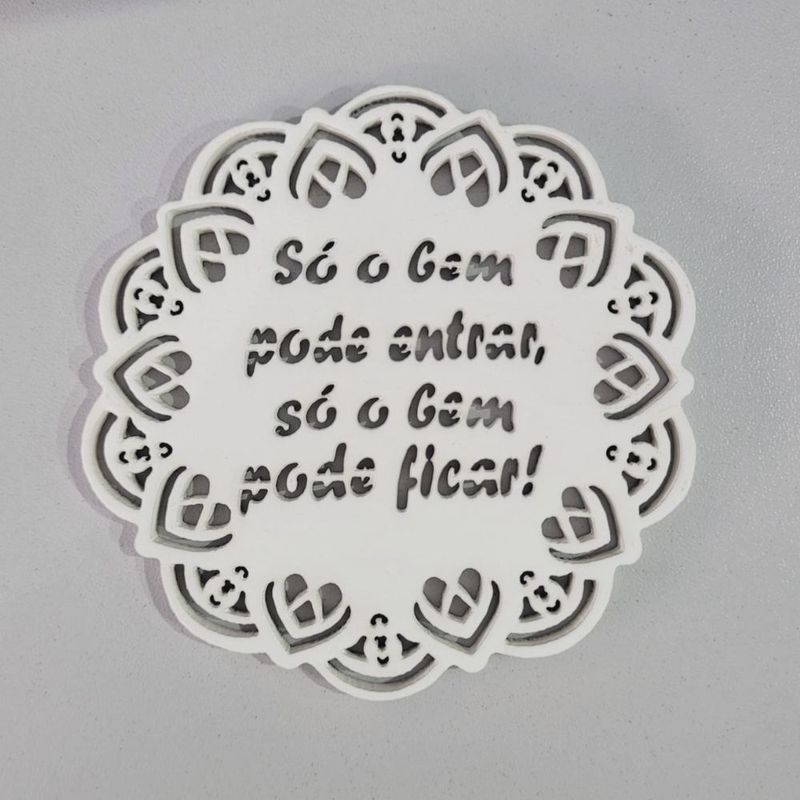 Só o bem
pode entrar,
só o bem
pode ficar!